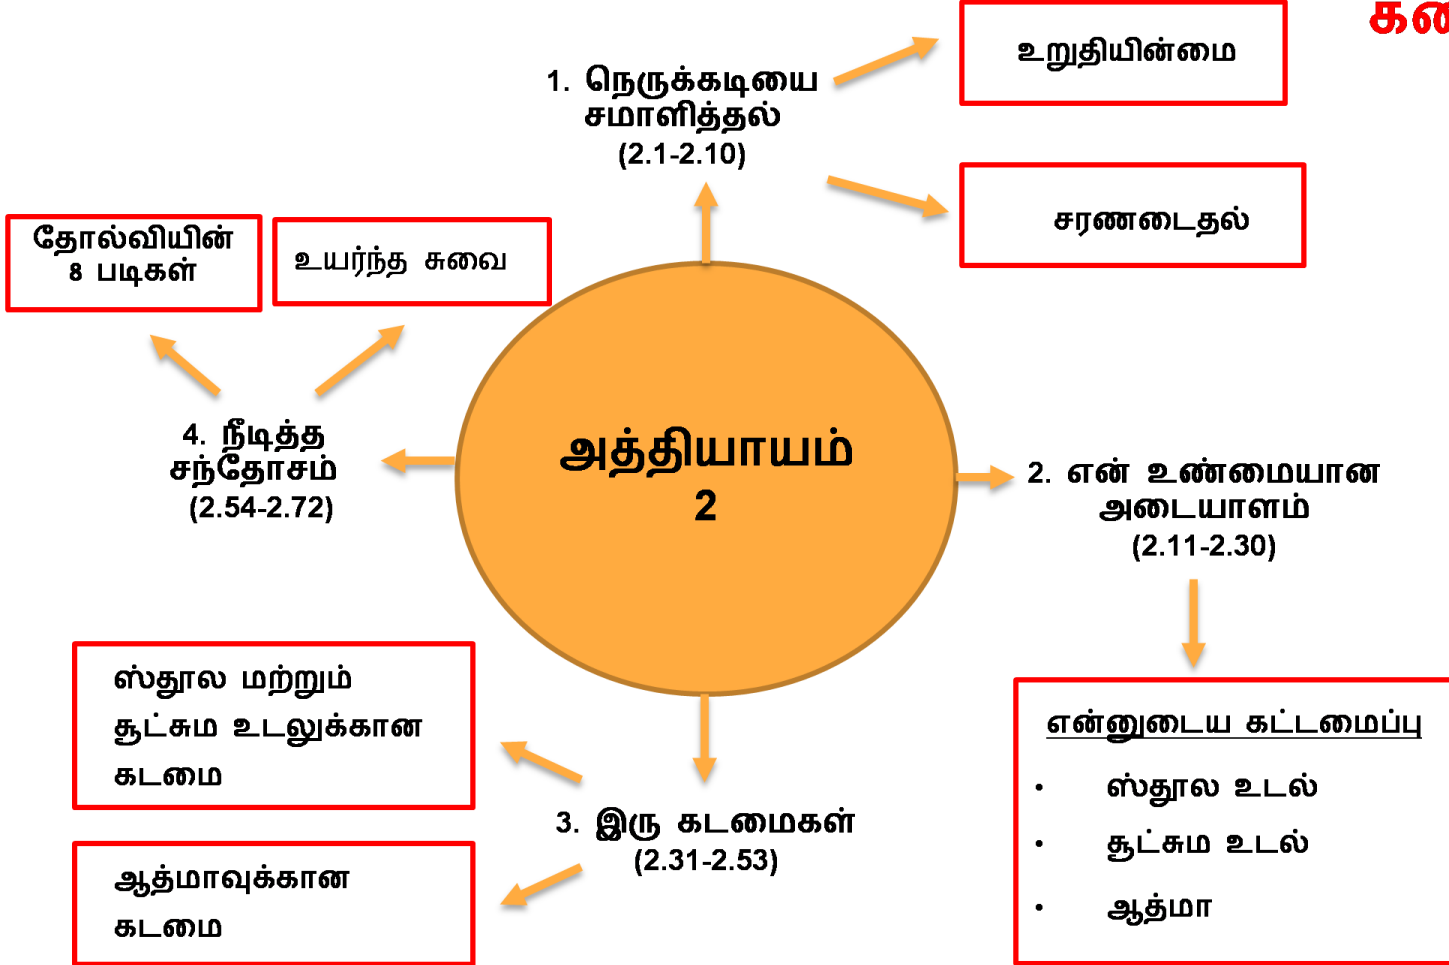 1. நெருக்கடியை
சமாளித்தல்
(2.1-2.10)
உறுதியின்மை
சரணடைதல்
தோல்வியின்
8 படிகள்
உயர்ந்த சுவை
4. நீடித்த
சந்தோசம்
(2.54-2.72)
அத்தியாயம்
2
2. என் உண்மையான
அடையாளம்
(2.11-2.30)
என்னுடைய கட்டமைப்பு
• ஸ்தூல உடல்
• சூட்சும உடல்
• ஆத்மா
3. இரு கடமைகள்
(2.31-2.53)
ஸ்தூல மற்றும்
சூட்சும உடலுக்கான
கடமை
ஆத்மாவுக்கான
கடமை